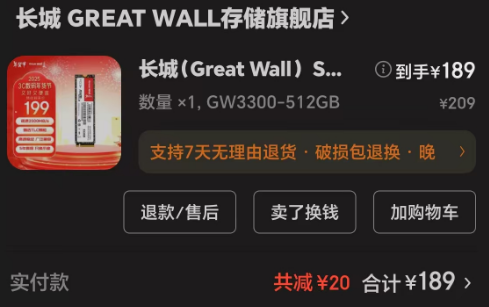 长城 GREAT WALL存储旗舰店
长城（Great Wall）S... 到手¥189
数量 ×1, GW3300-512GB ¥209
199
支持7天无理由退货 · 破损包退换 · 晚
退款/售后 卖了换钱 加购物车
实付款 共减 ¥20 合计 ¥189